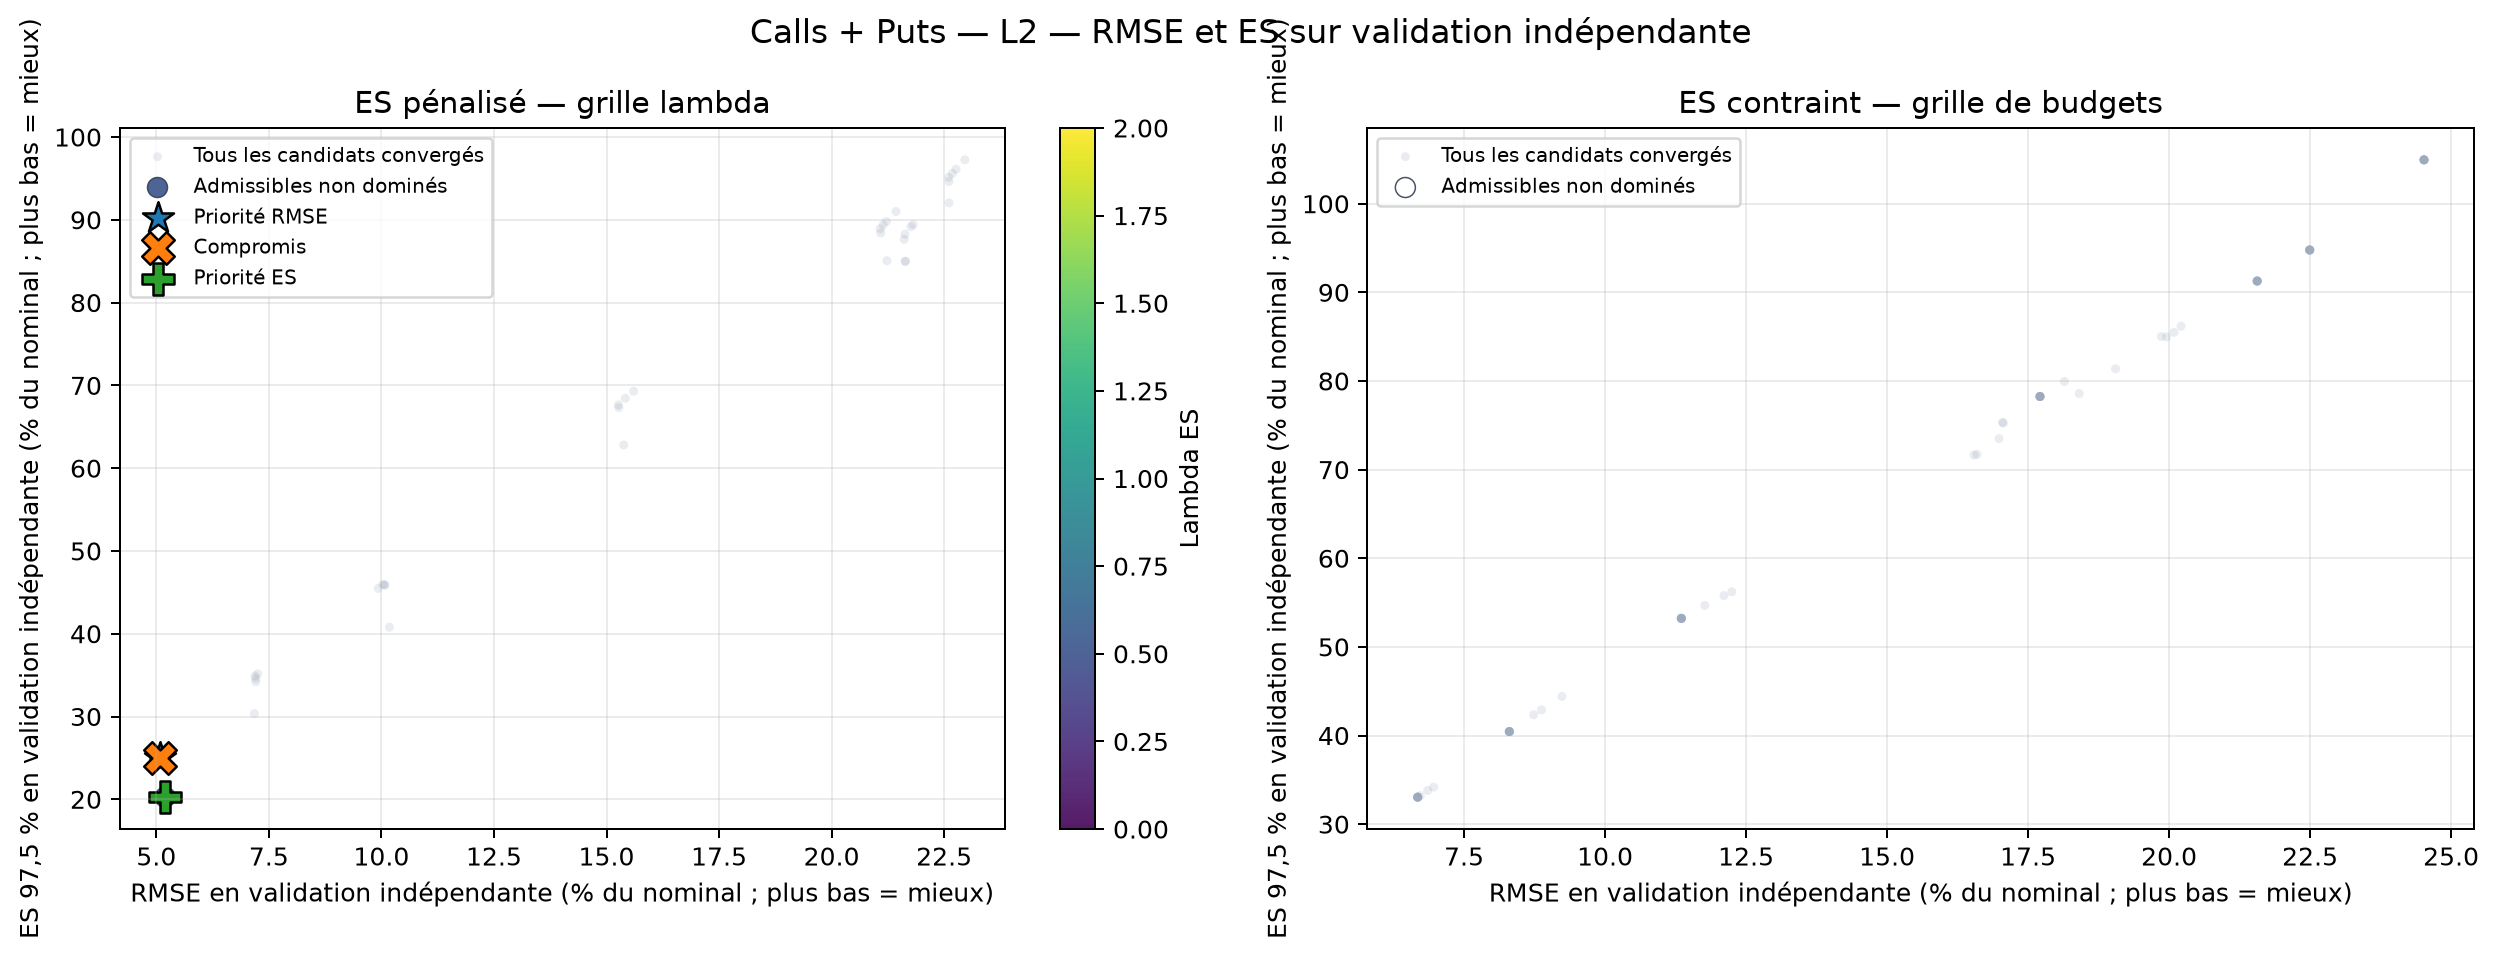 Calls + Puts — L2 — RMSE et ES sur validation indépendante
ES pénalisé — grille lambda
ES 97,5 % en validation indépendante (% du nominal ; plus bas = mieux)
100
90
80
70
60
50
40
30
20
Tous les candidats convergés
Admissibles non dominés
Priorité RMSE
Compromis
Priorité ES
5.0 7.5 10.0 12.5 15.0 17.5 20.0 22.5
RMSE en validation indépendante (% du nominal ; plus bas = mieux)
2.00
1.75
1.50
1.25
1.00
0.75
0.50
0.25
0.00
Lambda ES
ES contraint — grille de budgets
ES 97,5 % en validation indépendante (% du nominal ; plus bas = mieux)
100
90
80
70
60
50
40
30
Tous les candidats convergés
Admissibles non dominés
7.5 10.0 12.5 15.0 17.5 20.0 22.5 25.0
RMSE en validation indépendante (% du nominal ; plus bas = mieux)